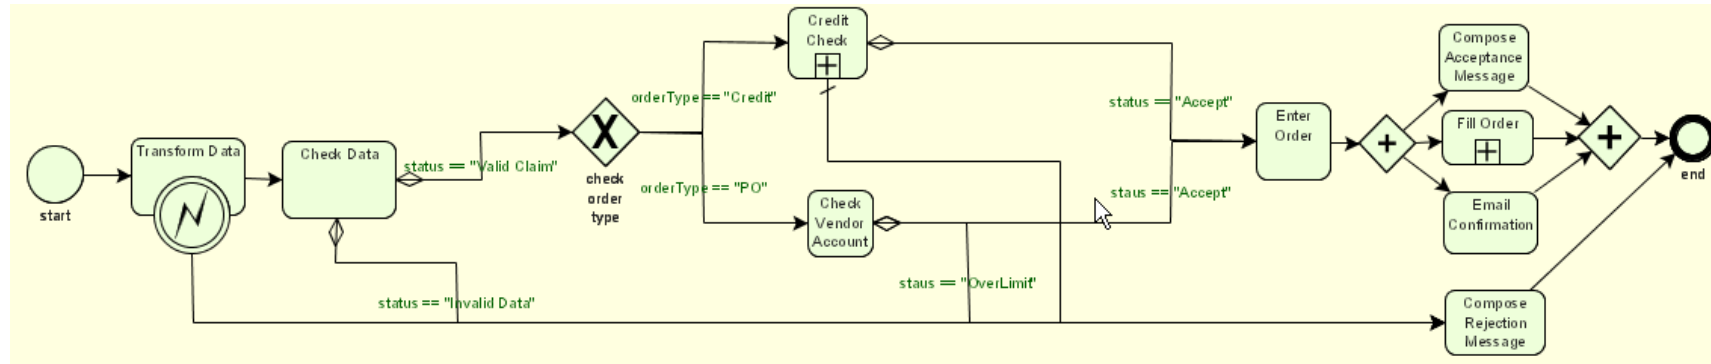 start
Transform Data
Check Data
status == "Valid Claim"
status == "Invalid Data"
check
order
type
orderType == "Credit"
orderType == "PO"
Credit
Check
Check
Vendor
Account
status == "Accept"
staus == "Accept"
staus == "OverLimit"
Enter
Order
Compose
Acceptance
Message
Fill Order
Email
Confirmation
Compose
Rejection
Message
end